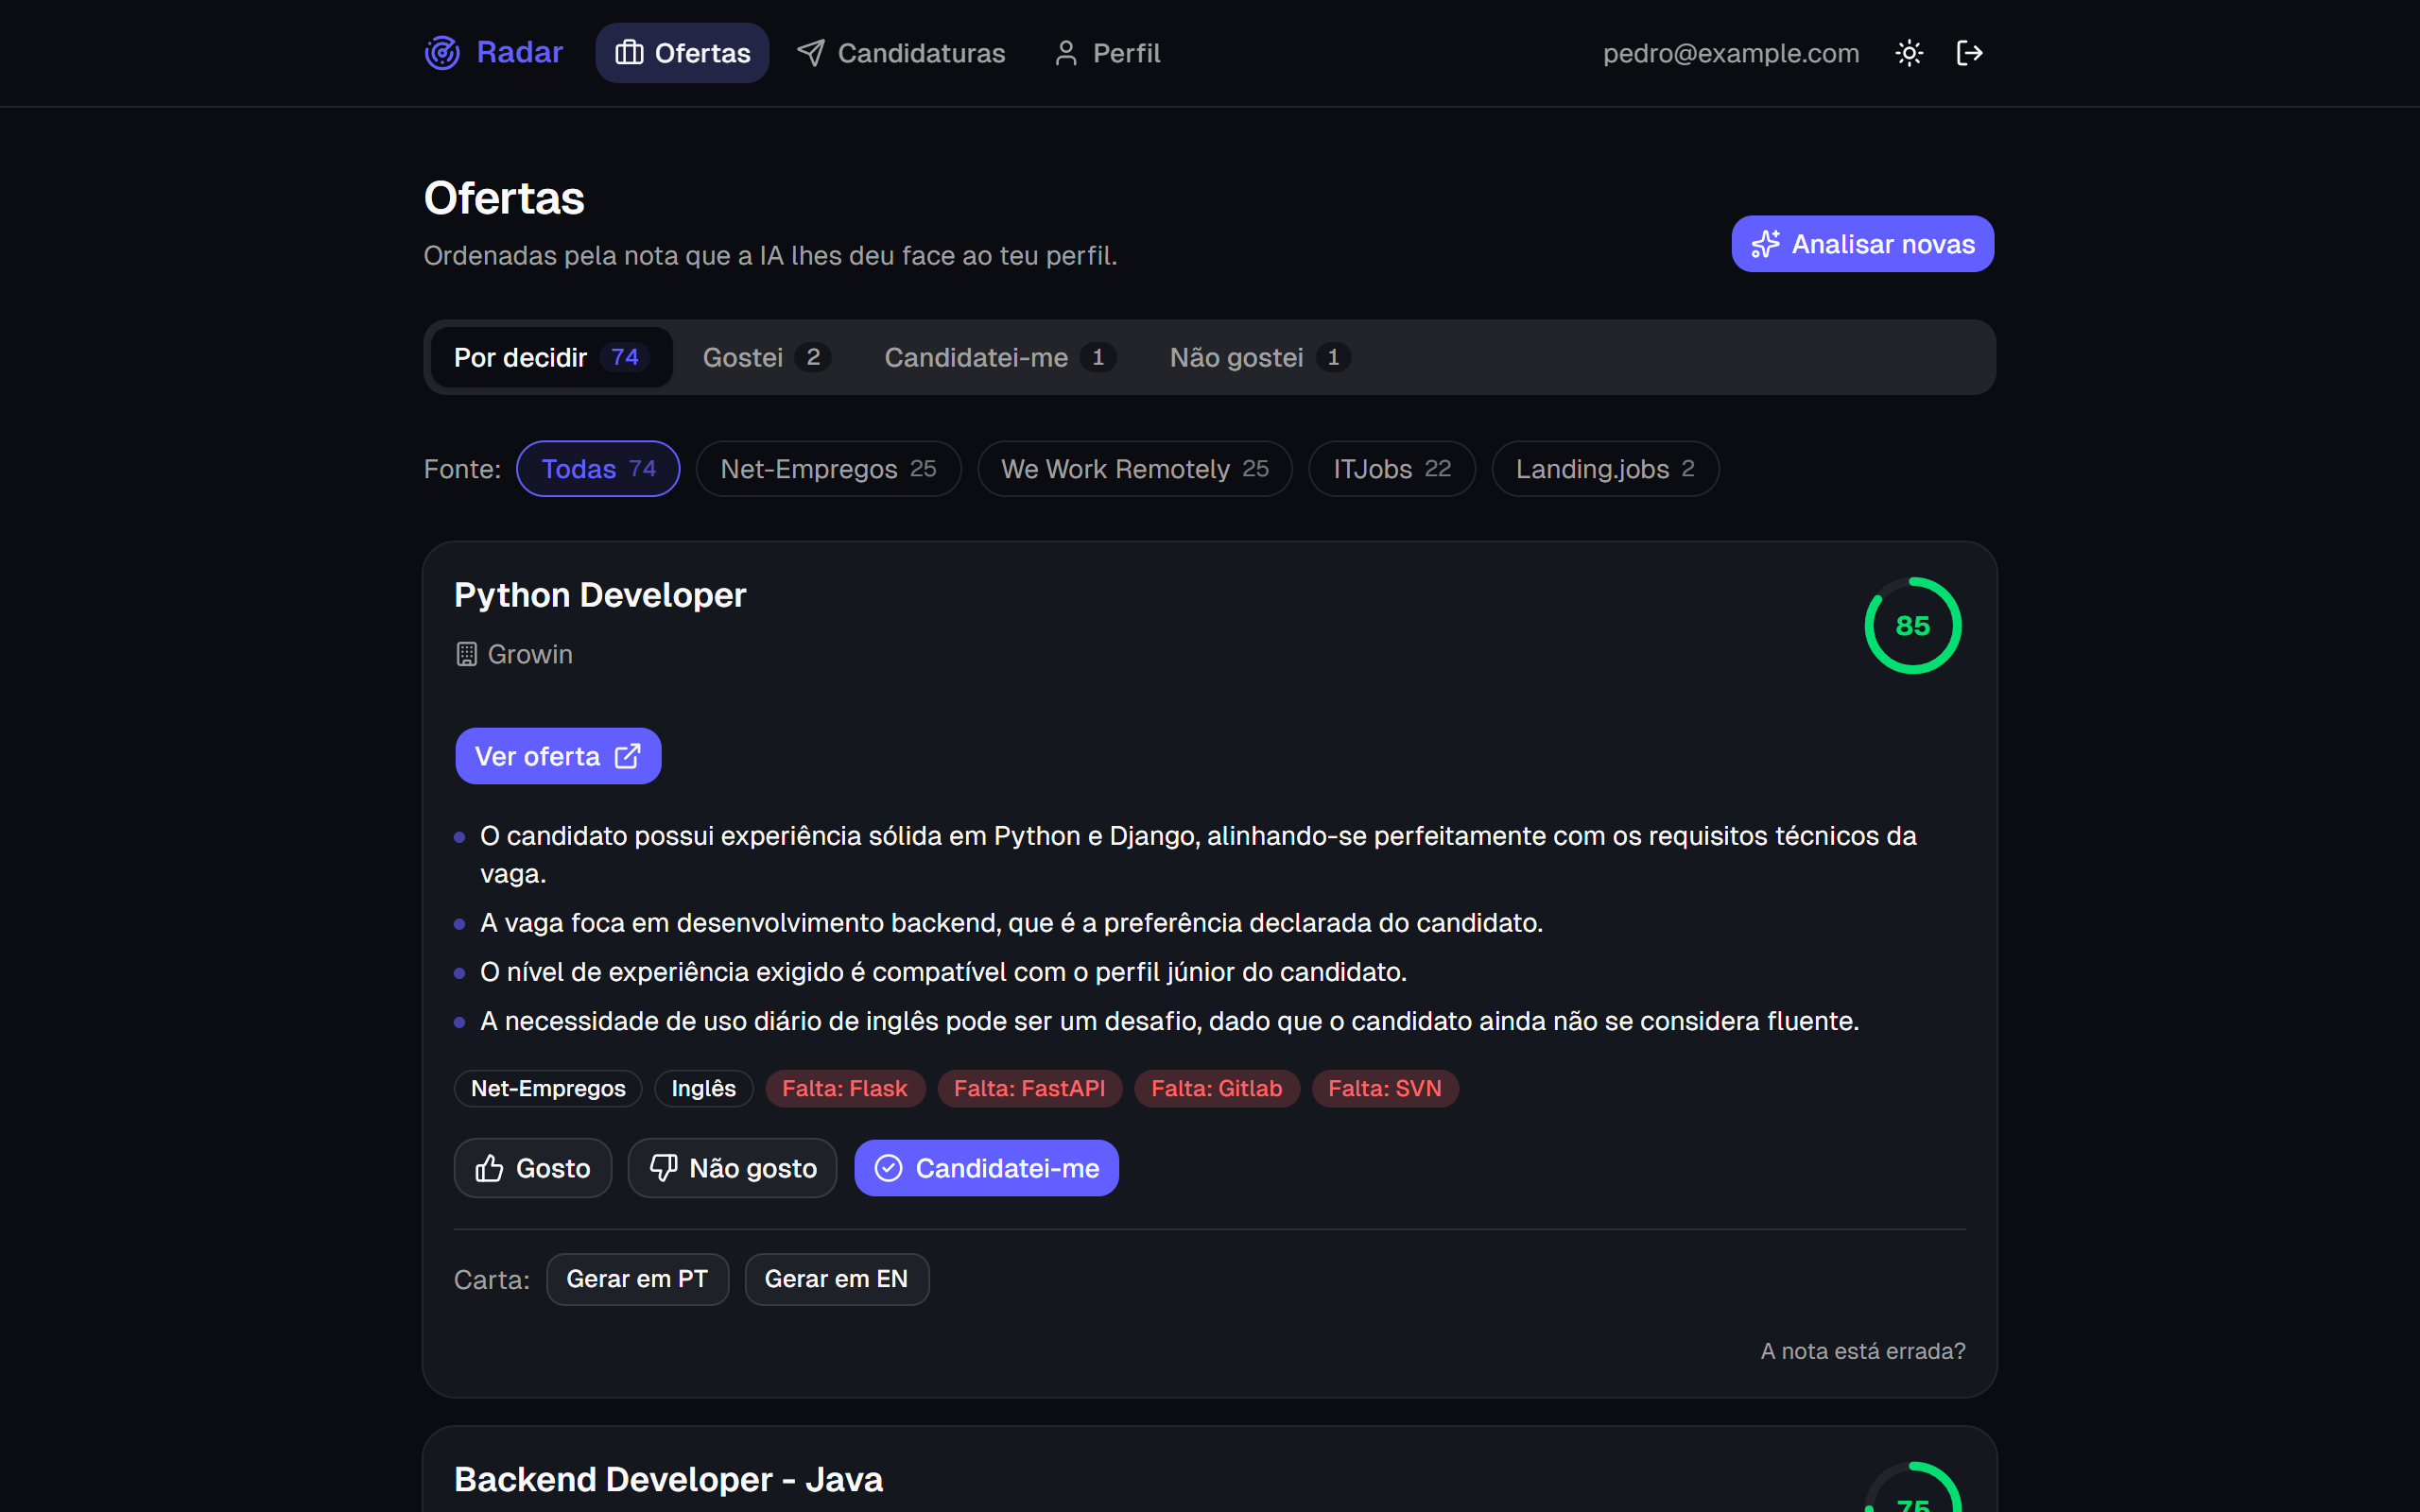 Radar
Ofertas
Candidaturas
Perfil
pedro@example.com
Ofertas
Ordenadas pela nota que a IA lhes deu face ao teu perfil.
Analisar novas
Por decidir 74
Gostei 2
Candidatei-me 1
Não gostei 1
Fonte:
Todas 74
Net-Empregos 25
We Work Remotely 25
ITJobs 22
Landing.jobs 2
Python Developer
85
Growin
Ver oferta
O candidato possui experiência sólida em Python e Django, alinhando-se perfeitamente com os requisitos técnicos da
vaga.
A vaga foca em desenvolvimento backend, que é a preferência declarada do candidato.
O nível de experiência exigido é compatível com o perfil júnior do candidato.
A necessidade de uso diário de inglês pode ser um desafio, dado que o candidato ainda não se considera fluente.
Net-Empregos
Inglês
Falta: Flask
Falta: FastAPI
Falta: Gitlab
Falta: SVN
Gosto
Não gosto
Candidatei-me
Carta:
Gerar em PT
Gerar em EN
A nota está errada?
Backend Developer - Java
75